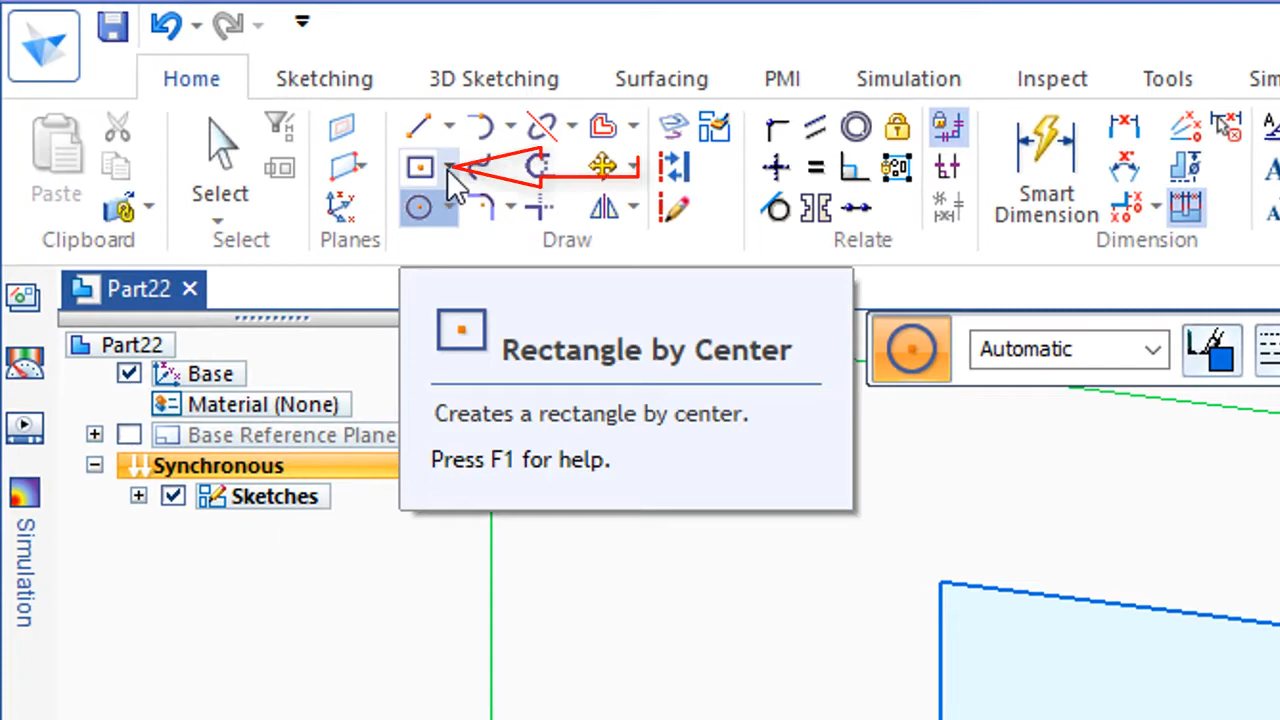 Home Sketching 3D Sketching Surfacing PMI Simulation Inspect Tools Sim
Paste
Select
Smart
Dimension
Clipboard Select Planes Draw Relate Dimension
Part22
Part22
Base
Material (None)
Base Reference Plane
Synchronous
Sketches
Simulation
Rectangle by Center
Creates a rectangle by center.
Press F1 for help.
Automatic